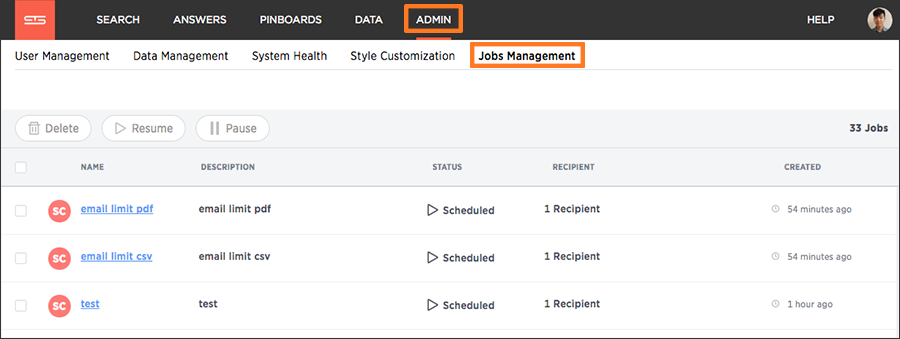 SEARCH ANSWERS PINBOARDS DATA ADMIN HELP
User Management Data Management System Health Style Customization Jobs Management
Delete Resume Pause 33 Jobs
NAME DESCRIPTION STATUS RECIPIENT CREATED
SC email limit pdf email limit pdf Scheduled 1 Recipient 54 minutes ago
SC email limit csv email limit csv Scheduled 1 Recipient 54 minutes ago
SC test test Scheduled 1 Recipient 1 hour ago